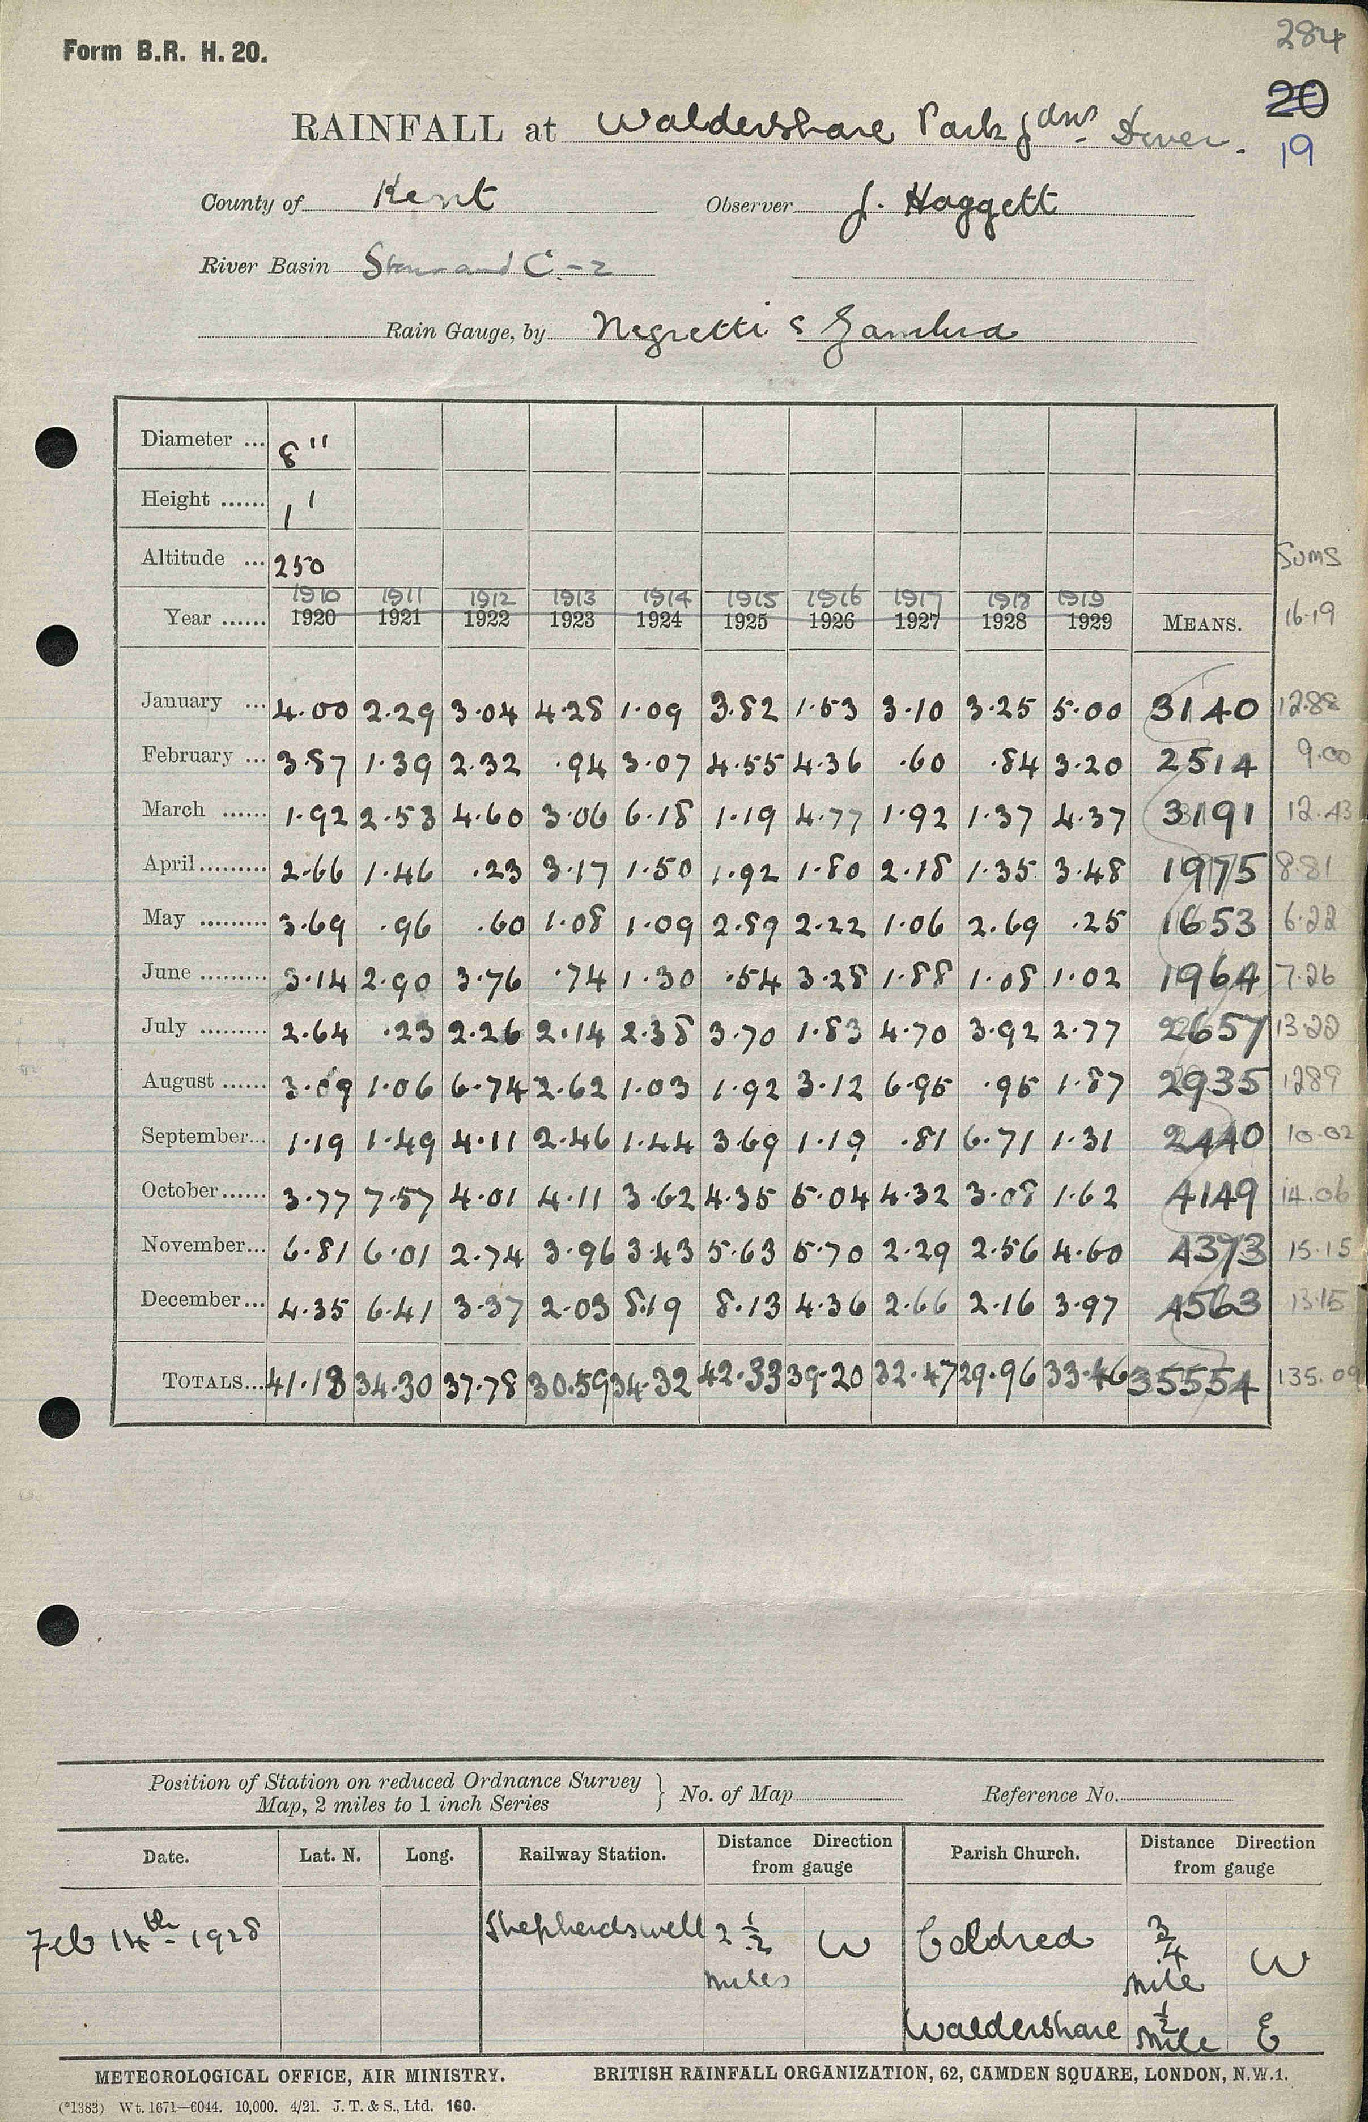 284
Form B.R. H. 20.
20
19
RAINFALL at Waldershare Park Gdns Dover.
County of Kent Observer J. Haggett
River Basin Stour and C - 2
Rain Gauge, by Negretti & Zambra
Diameter ... 8"
Height ...... 1'
Altitude ... 250
Sums
1910 1911 1912 1913 1914 1915 1916 1917 1918 1919
Year ...... 1920 1921 1922 1923 1924 1925 1926 1927 1928 1929 MEANS. 16-19
January ... 4.00 2.29 3.04 4.28 1.09 3.82 1.53 3.10 3.25 5.00 3140 12.88
February ... 3.87 1.39 2.32 .94 3.07 4.55 4.36 .60 .84 3.20 2514 9.00
March ...... 1.92 2.53 4.60 3.06 6.18 1.19 4.77 1.92 1.37 4.37 3191 12.43
April ......... 2.66 1.46 .23 3.17 1.50 1.92 1.80 2.18 1.35 3.48 1975 8.81
May ......... 3.69 .96 .60 1.08 1.09 2.89 2.22 1.06 2.69 .25 1653 6.22
June ......... 3.14 2.90 3.76 .74 1.30 .54 3.28 1.88 1.08 1.02 1964 7.26
July ......... 2.64 .23 2.26 2.14 2.38 3.70 1.83 4.70 3.92 2.77 2657 13.22
August ...... 3.09 1.06 6.74 2.62 1.03 1.92 3.12 6.95 .95 1.87 2935 1289
September... 1.19 1.49 4.11 2.46 1.44 3.69 1.19 .81 6.71 1.31 2440 10.02
October...... 3.77 7.57 4.01 4.11 3.62 4.35 5.04 4.32 3.08 1.62 4149 14.06
November... 6.81 6.01 2.74 3.96 3.43 5.63 5.70 2.29 2.56 4.60 4373 15.15
December... 4.35 6.41 3.37 2.03 8.19 8.13 4.36 2.66 2.16 3.97 4563 13.15
TOTALS... 41.13 34.30 37.78 30.59 34.32 42.33 39.20 32.47 29.96 33.46 35554 135.09
Position of Station on reduced Ordnance Survey
Map, 2 miles to 1 inch Series } No. of Map Reference No.
Date. Lat. N. Long. Railway Station. Distance Direction from gauge Parish Church. Distance Direction from gauge
Feb 14th 1928 Shepherdswell 2 1/2 miles W Coldred 3/4 mile W
Waldershare 1/2 mile E
METEOROLOGICAL OFFICE, AIR MINISTRY. BRITISH RAINFALL ORGANIZATION, 62, CAMDEN SQUARE, LONDON, N.W.1.
(*1383) Wt. 1671—6044. 10,000. 4/21. J. T. & S., Ltd. 160.